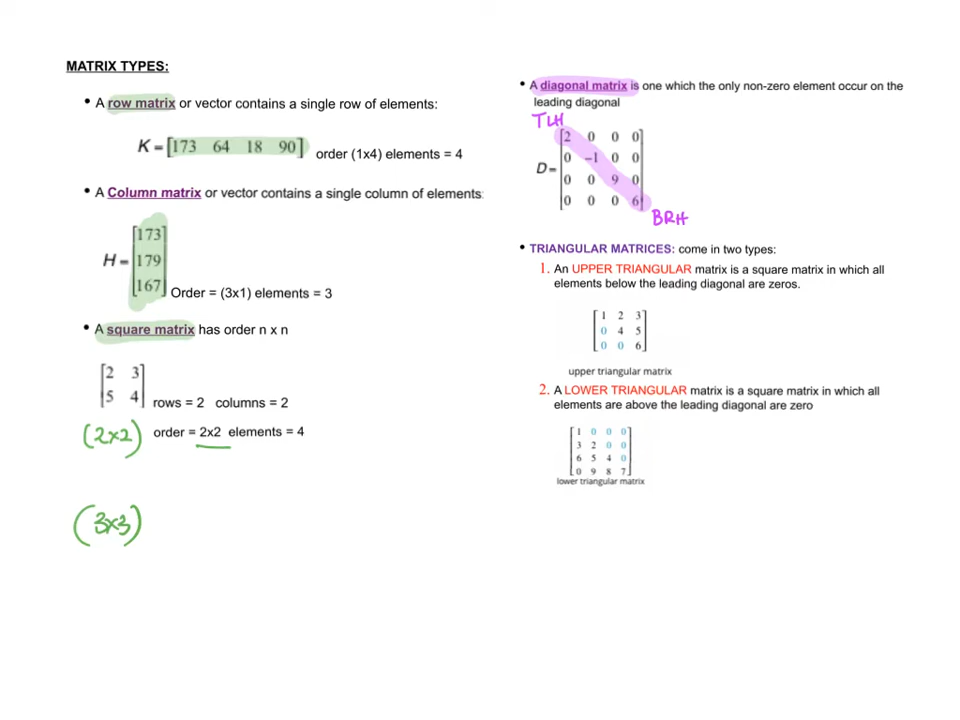 MATRIX TYPES:
• A row matrix or vector contains a single row of elements:
K = [173 64 18 90] order (1x4) elements = 4
• A Column matrix or vector contains a single column of elements:
[173]
H = |179|
[167] Order = (3x1) elements = 3
• A square matrix has order n x n
[2 3]
[5 4] rows = 2 columns = 2
(2x2) order = 2x2 elements = 4
(3x3)
• A diagonal matrix is one which the only non-zero element occur on the
leading diagonal
TLH
[2 0 0 0]
|0 -1 0 0|
D=
|0 0 9 0|
[0 0 0 6]
BRH
• TRIANGULAR MATRICES: come in two types:
1. An UPPER TRIANGULAR matrix is a square matrix in which all
elements below the leading diagonal are zeros.
[1 2 3]
|0 4 5|
[0 0 6]
upper triangular matrix
2. A LOWER TRIANGULAR matrix is a square matrix in which all
elements are above the leading diagonal are zero
[1 0 0 0]
|3 2 0 0|
|6 5 4 0|
[0 9 8 7]
lower triangular matrix